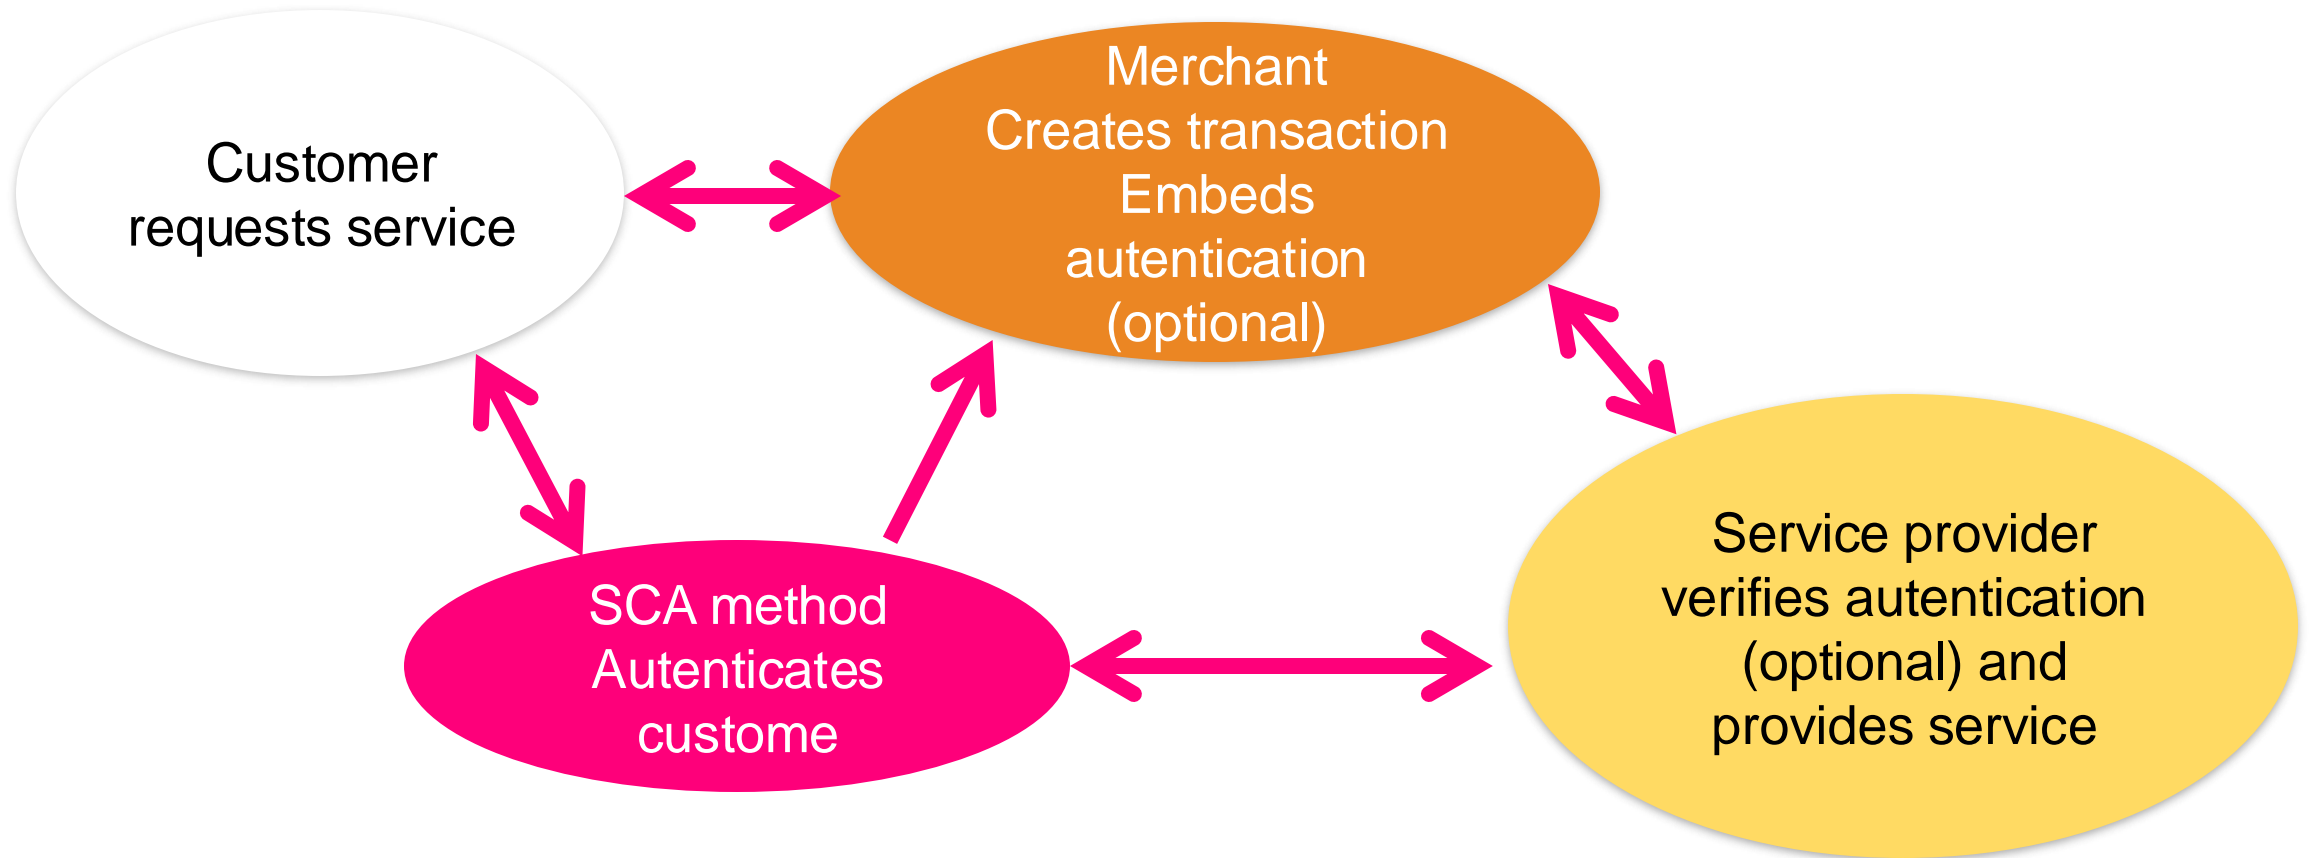 Customer
requests service
Merchant
Creates transaction
Embeds
autentication
(optional)
SCA method
Autenticates
custome
Service provider
verifies autentication
(optional) and
provides service